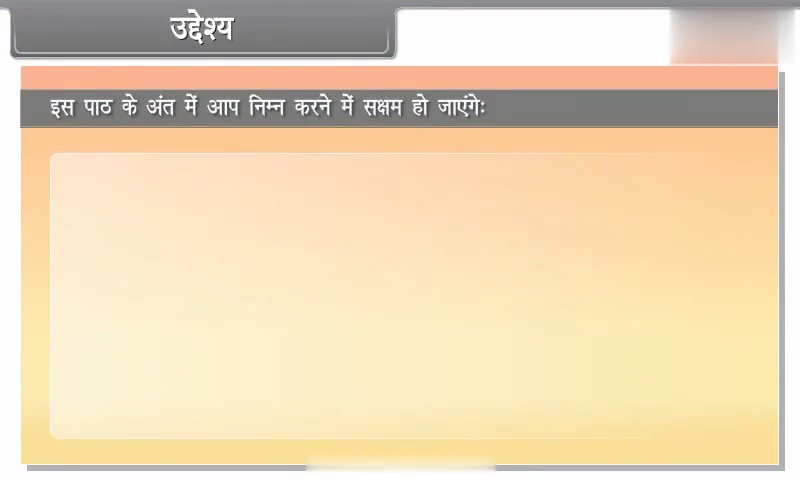 उद्देश्य
इस पाठ के अंत में आप निम्न करने में सक्षम हो जाएंगेः